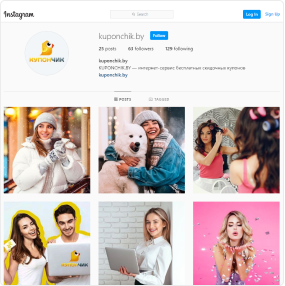 Instagram
Search
Log In
Sign Up
kuponchik.by
Follow
25 posts
63 followers
129 following
kuponchik.by
KUPONCHIK.BY — интернет-сервис бесплатных скидочных купонов.
kuponchik.by
POSTS
TAGGED
КУПОНЧИК